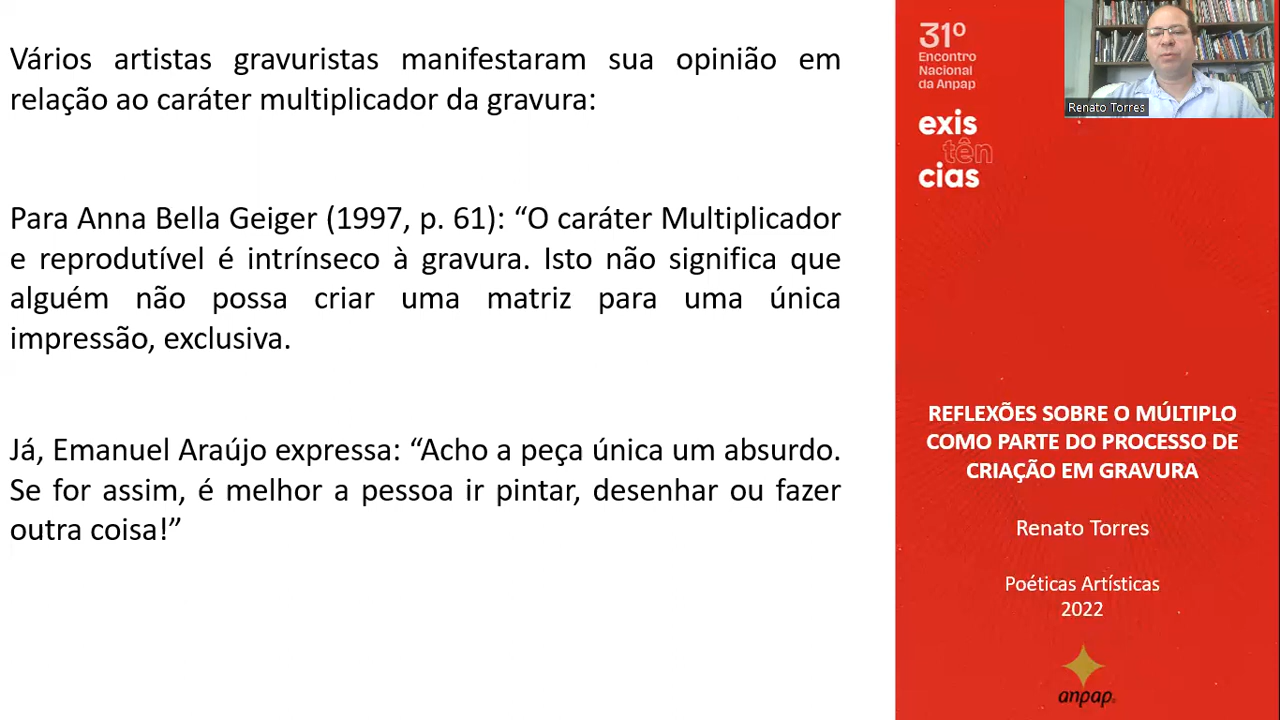 Vários artistas gravuristas manifestaram sua opinião em
relação ao caráter multiplicador da gravura:
Para Anna Bella Geiger (1997, p. 61): “O caráter Multiplicador
e reprodutível é intrínseco à gravura. Isto não significa que
alguém não possa criar uma matriz para uma única
impressão, exclusiva.
Já, Emanuel Araújo expressa: “Acho a peça única um absurdo.
Se for assim, é melhor a pessoa ir pintar, desenhar ou fazer
outra coisa!”
31º
Encontro
Nacional
da Anpap
exis
tên
cias
Renato Torres
REFLEXÕES SOBRE O MÚLTIPLO
COMO PARTE DO PROCESSO DE
CRIAÇÃO EM GRAVURA
Renato Torres
Poéticas Artísticas
2022
anpap